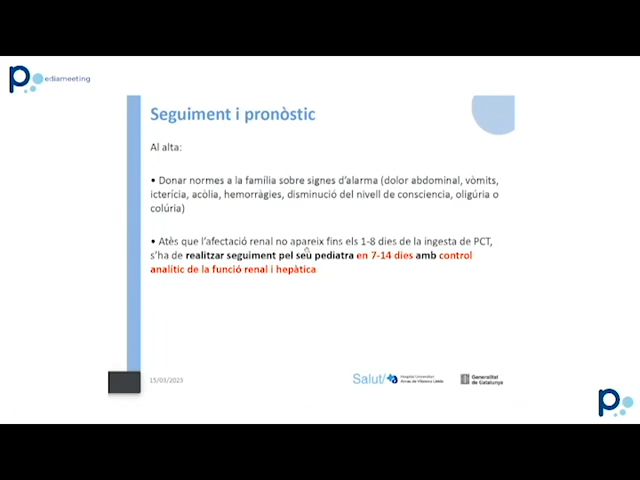 Pediameeting
Seguiment i pronòstic
Al alta:
• Donar normes a la família sobre signes d'alarma (dolor abdominal, vòmits,
icterícia, acòlia, hemorràgies, disminució del nivell de consciencia, oligúria o
colúria)
• Atès que l'afectació renal no apareix fins els 1-8 dies de la ingesta de PCT,
s'ha de realitzar seguiment pel seu pediatra en 7-14 dies amb control
analític de la funció renal i hepàtica
15/03/2023
Salut/
Hospital Universitari
Arnau de Vilanova Lleida
Generalitat
de Catalunya
P